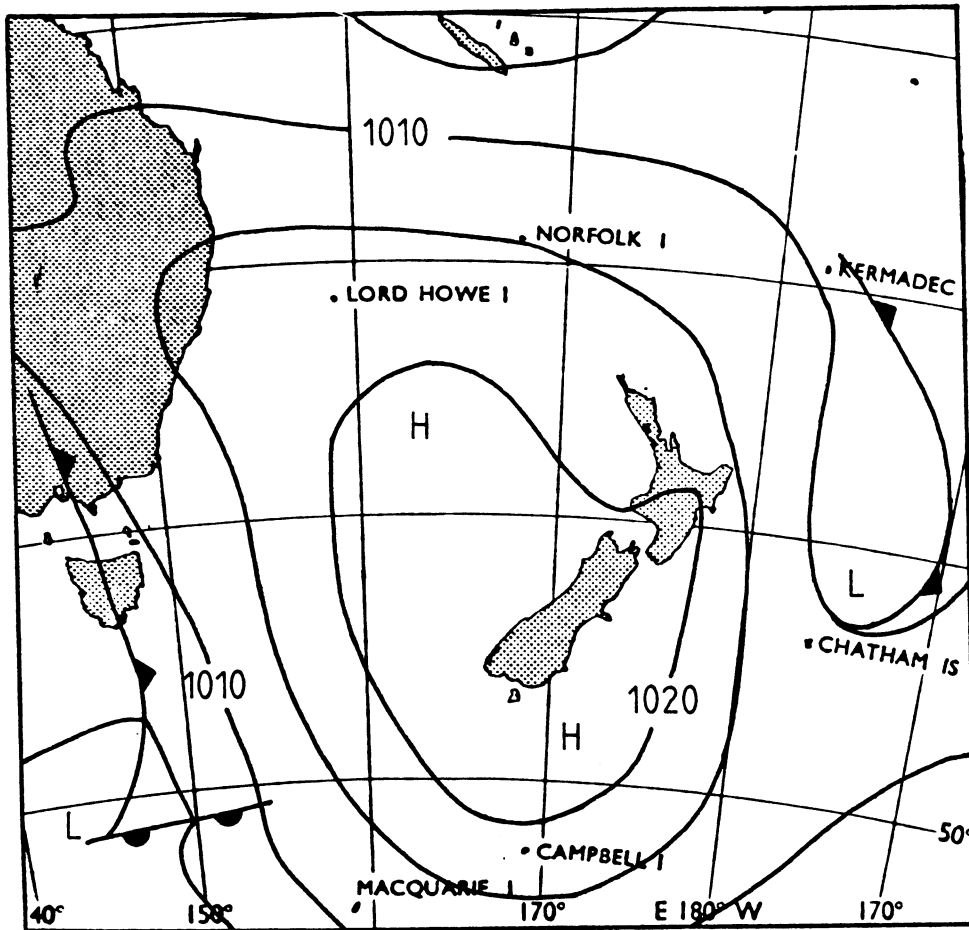 1010
NORFOLK I
KERMADEC
LORD HOWE I
H
L
CHATHAM IS
1010
1020
H
L
50°
CAMPBELL I
MACQUARIE I
40° 150° 170° E 180° W 170°